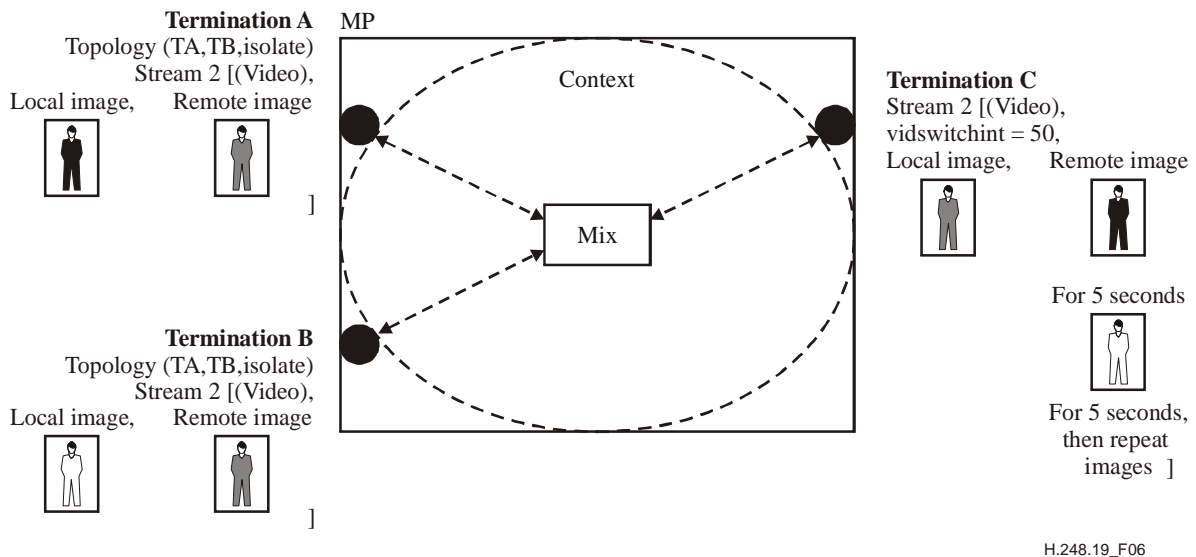 Termination A
Topology (TA,TB,isolate)
Stream 2 [(Video),
Local image, Remote image
]
MP
Context
Mix
Termination C
Stream 2 [(Video),
vidswitchint = 50,
Local image, Remote image
For 5 seconds
For 5 seconds,
then repeat
images ]
Termination B
Topology (TA,TB,isolate)
Stream 2 [(Video),
Local image, Remote image
]
H.248.19_F06